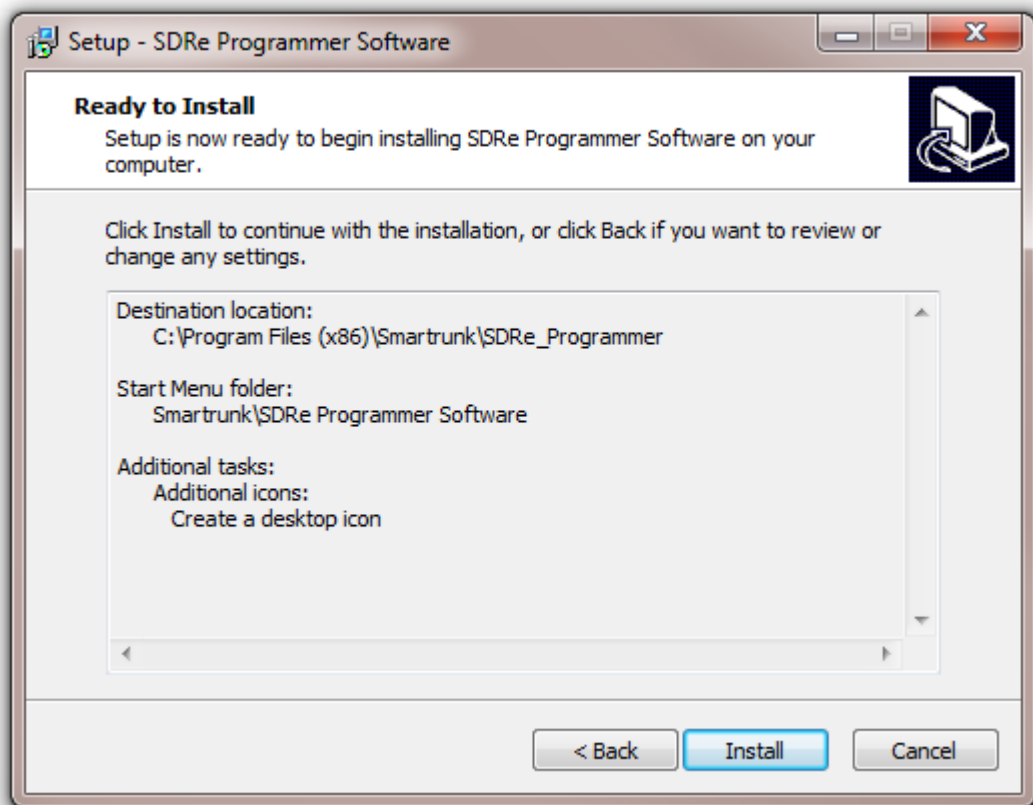 Setup - SDRe Programmer Software
Ready to Install
Setup is now ready to begin installing SDRe Programmer Software on your
computer.
Click Install to continue with the installation, or click Back if you want to review or
change any settings.
Destination location:
C:\Program Files (x86)\Smartrunk\SDRe_Programmer
Start Menu folder:
Smartrunk\SDRe Programmer Software
Additional tasks:
Additional icons:
Create a desktop icon
< Back
Install
Cancel